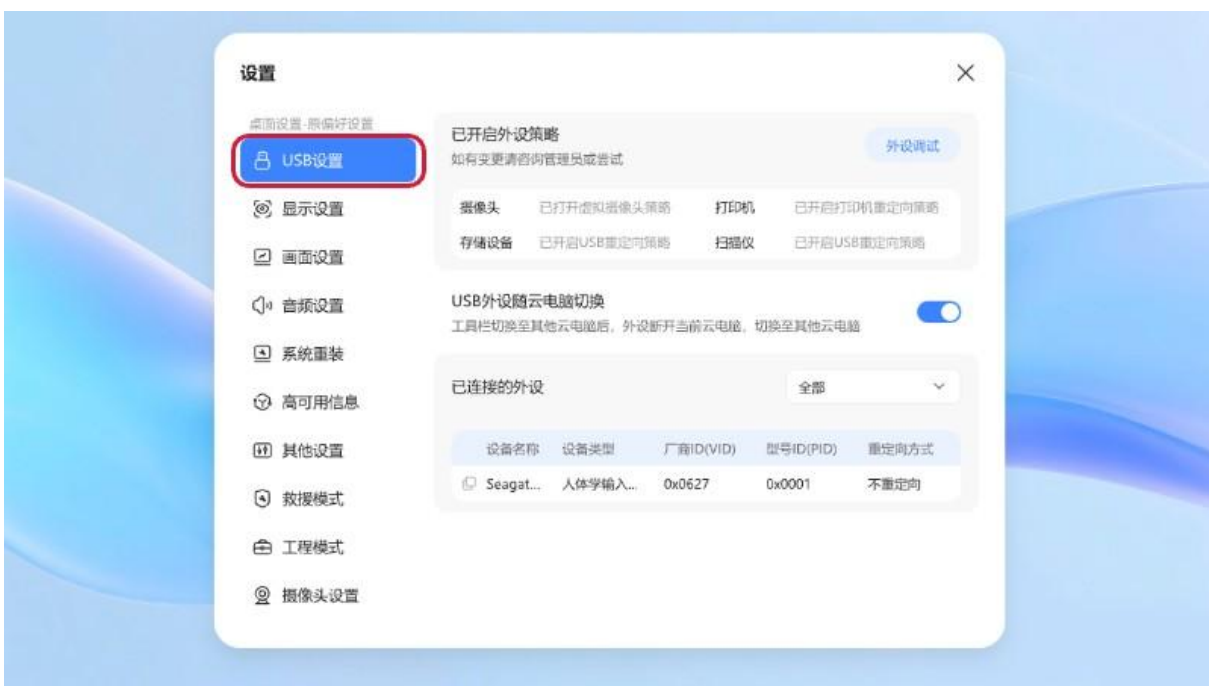 设置
桌面设置-照偏好设置
USB设置
显示设置
画面设置
音频设置
系统重装
高可用信息
其他设置
救援模式
工程模式
摄像头设置
已开启外设策略
如有变更请咨询管理员或尝试
外设调试
摄像头 已打开虚拟摄像头策略 打印机 已开启打印机重定向策略
存储设备 已开启USB重定向策略 扫描仪 已开启USB重定向策略
USB外设随云电脑切换
工具栏切换至其他云电脑后，外设断开当前云电脑，切换至其他云电脑
已连接的外设 全部
设备名称 设备类型 厂商ID(VID) 型号ID(PID) 重定向方式
Seagat... 人体学输入... 0x0627 0x0001 不重定向